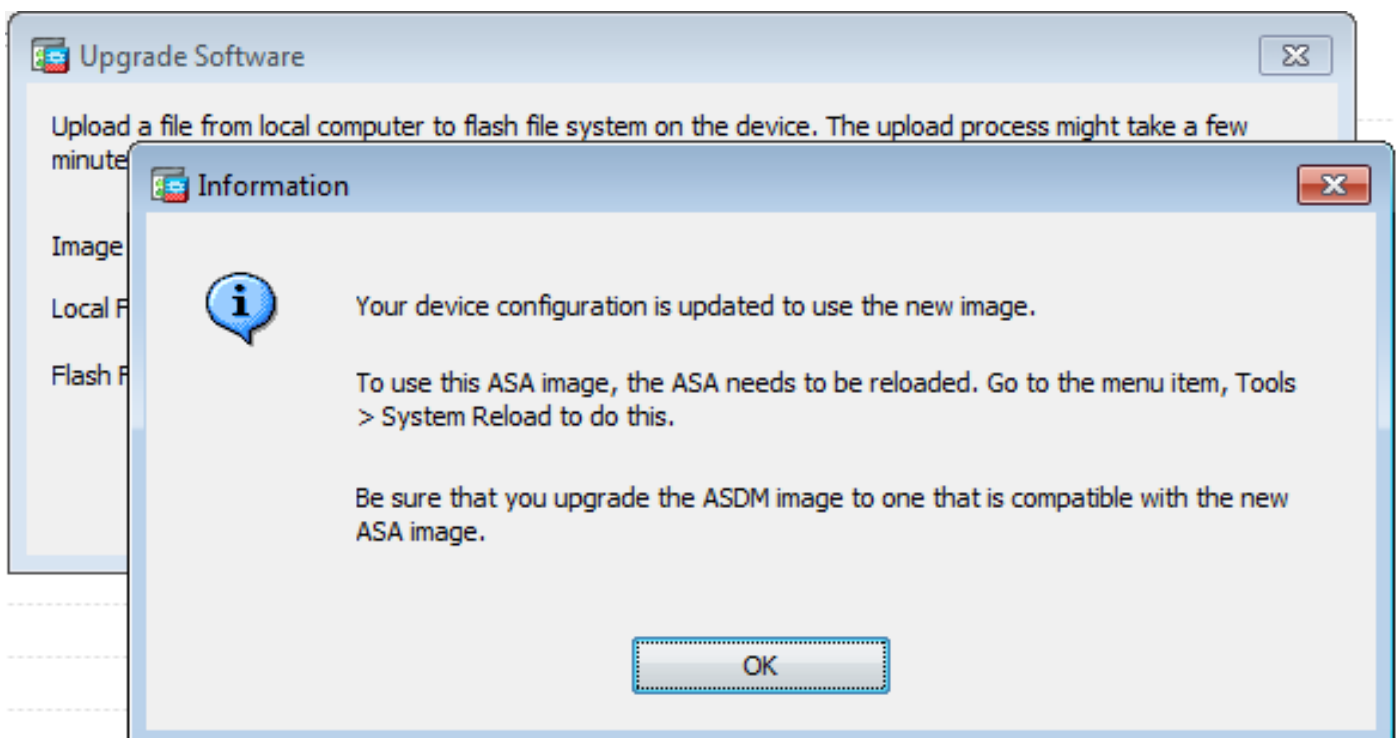 Upgrade Software
Upload a file from local computer to flash file system on the device. The upload process might take a few
minute
Information
Image
Local F
Flash F
Your device configuration is updated to use the new image.
To use this ASA image, the ASA needs to be reloaded. Go to the menu item, Tools
> System Reload to do this.
Be sure that you upgrade the ASDM image to one that is compatible with the new
ASA image.
OK